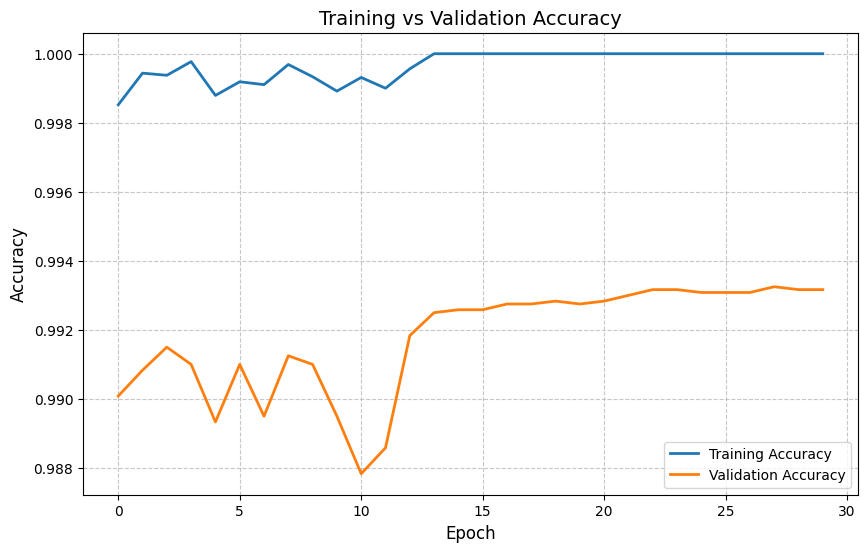 Training vs Validation Accuracy
Accuracy
1.000
0.998
0.996
0.994
0.992
0.990
0.988
0 5 10 15 20 25 30
Epoch
Training Accuracy
Validation Accuracy